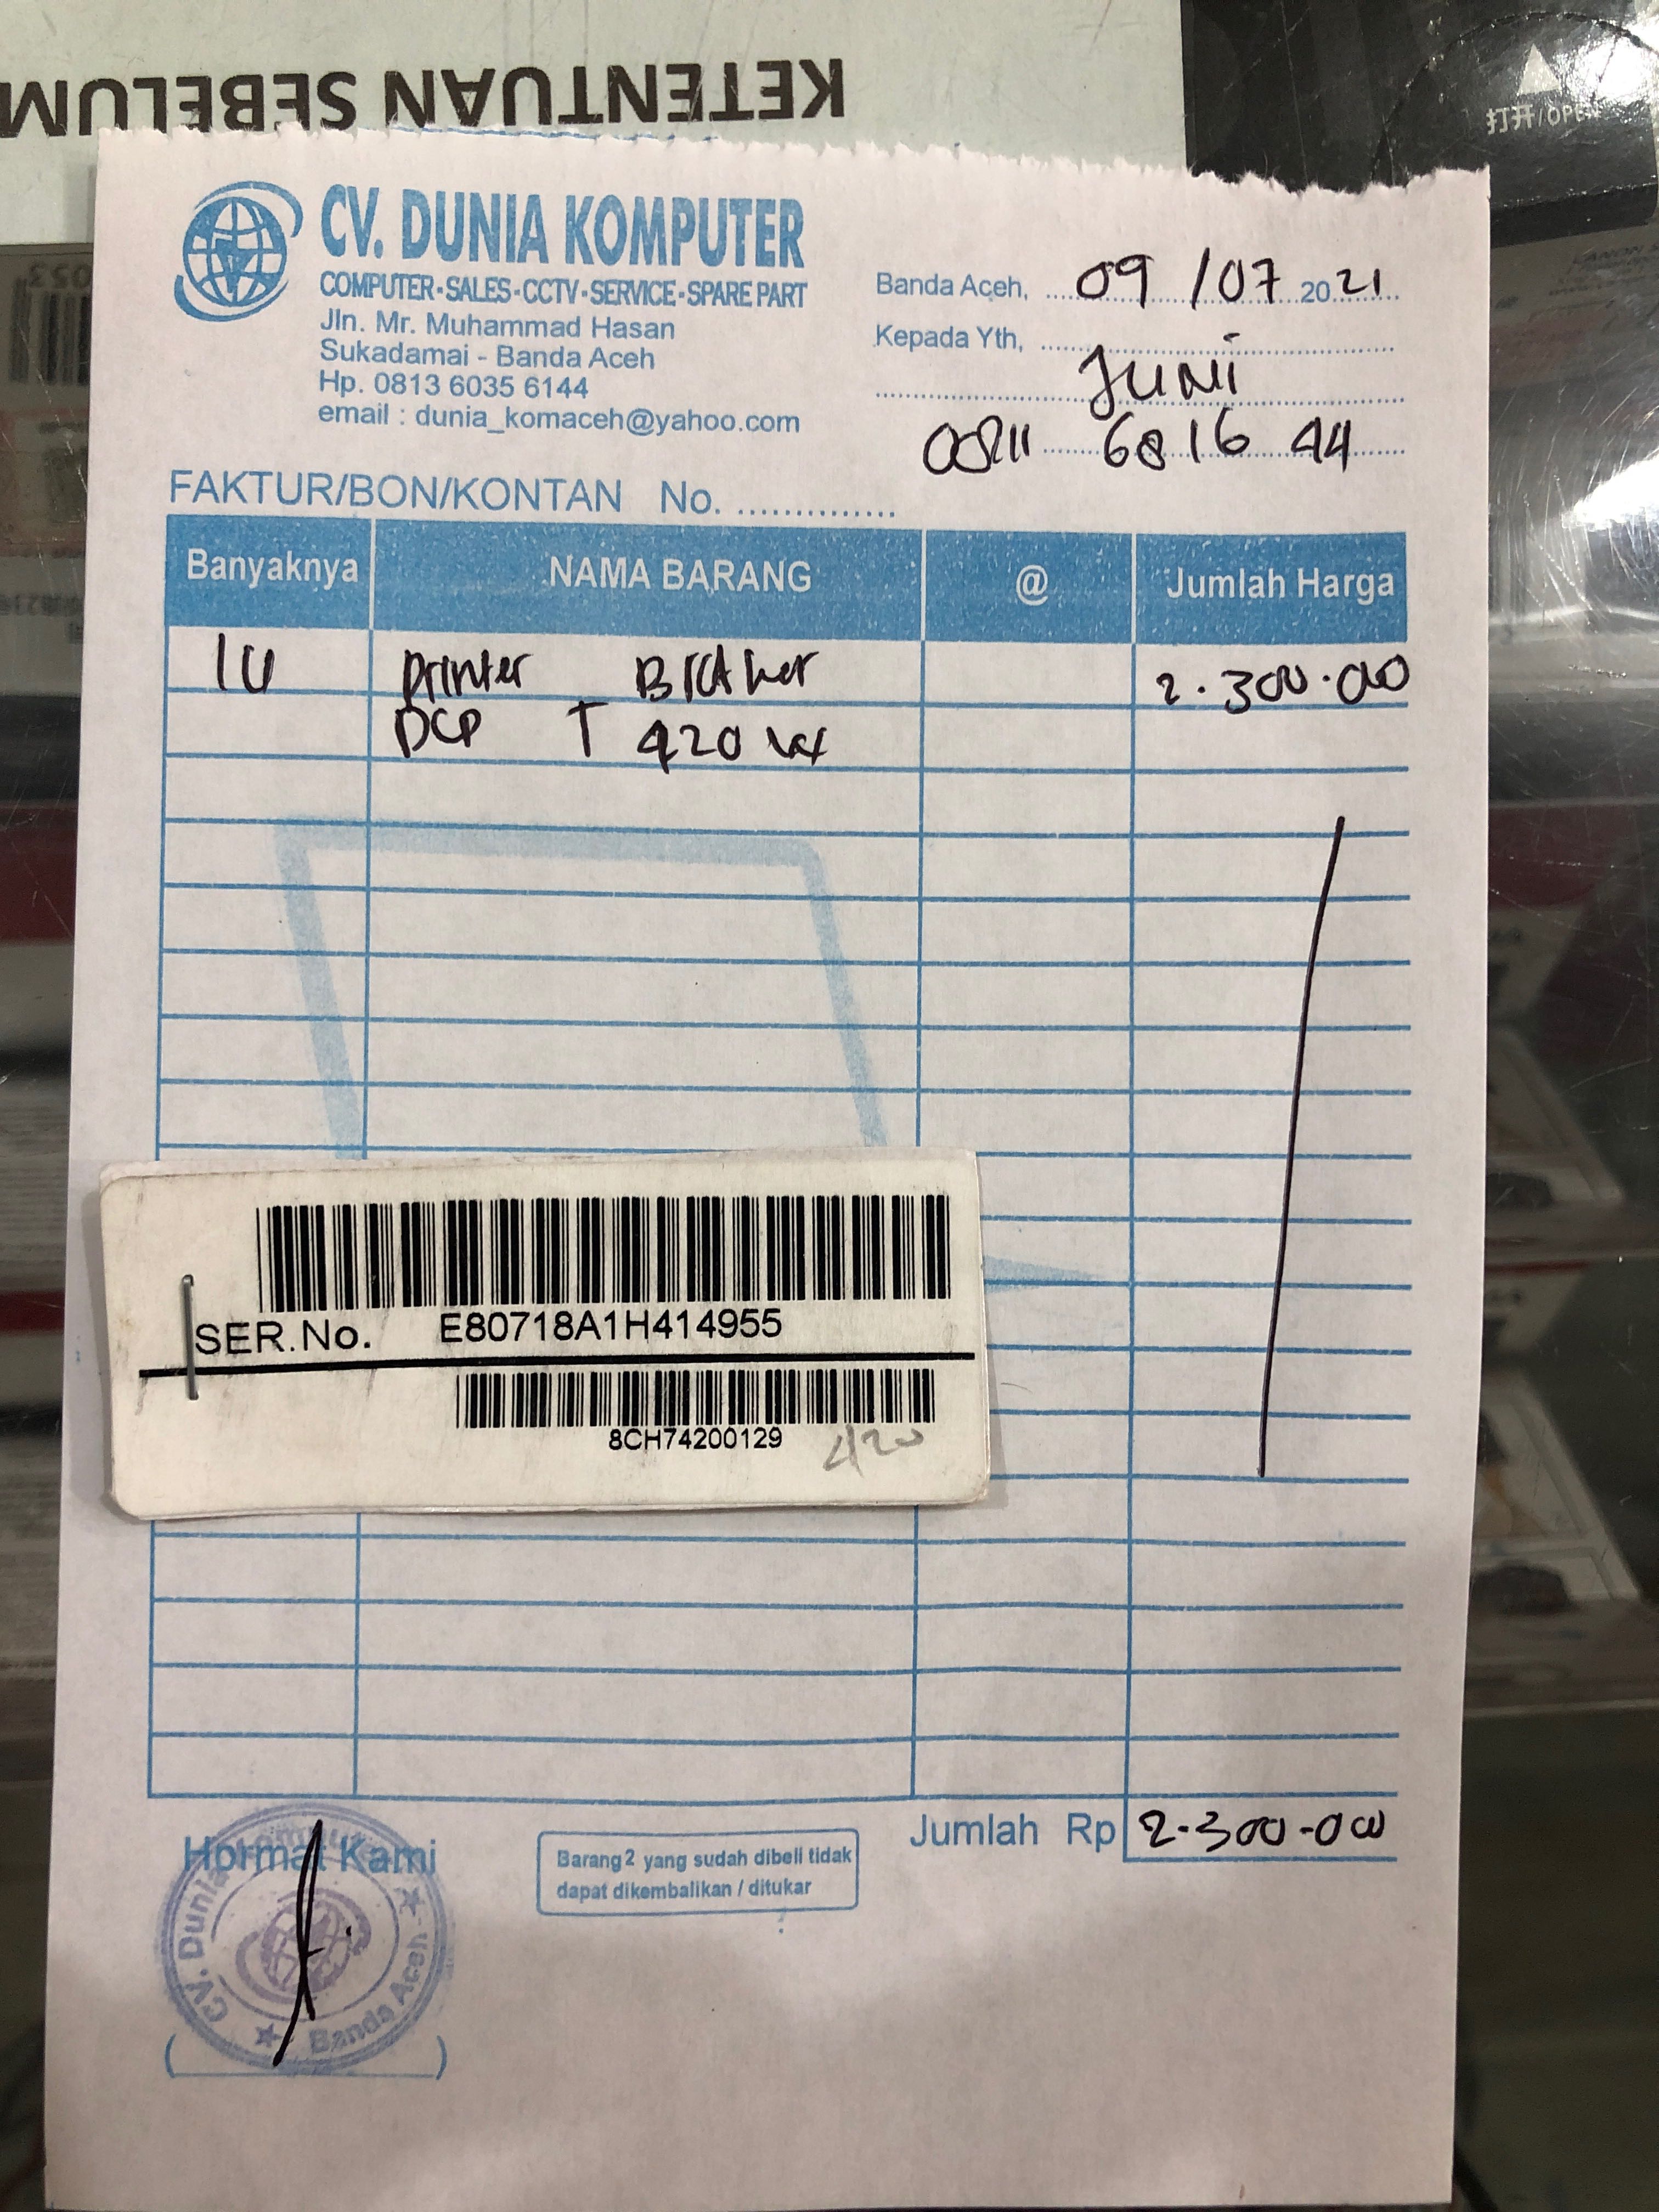 KETENTUAN SEBELUM
打开/OPEN
CV. DUNIA KOMPUTER
COMPUTER-SALES-CCTV-SERVICE-SPARE PART
Jln. Mr. Muhammad Hasan
Sukadamai - Banda Aceh
Hp. 0813 6035 6144
email : dunia_komaceh@yahoo.com
Banda Aceh, 09/07 2021
Kepada Yth,
Juni
0811 6816 44
FAKTUR/BON/KONTAN No. ..............
Banyaknya NAMA BARANG @ Jumlah Harga
1U Printer Brother 2.300.000
DCP T 420 W
SER.No. E80718A1H414955
8CH74200129 420
Jumlah Rp 2.300.000
Hormat Kami
Barang2 yang sudah dibeli tidak
dapat dikembalikan / ditukar
CV. Dunia Komputer
Banda Aceh